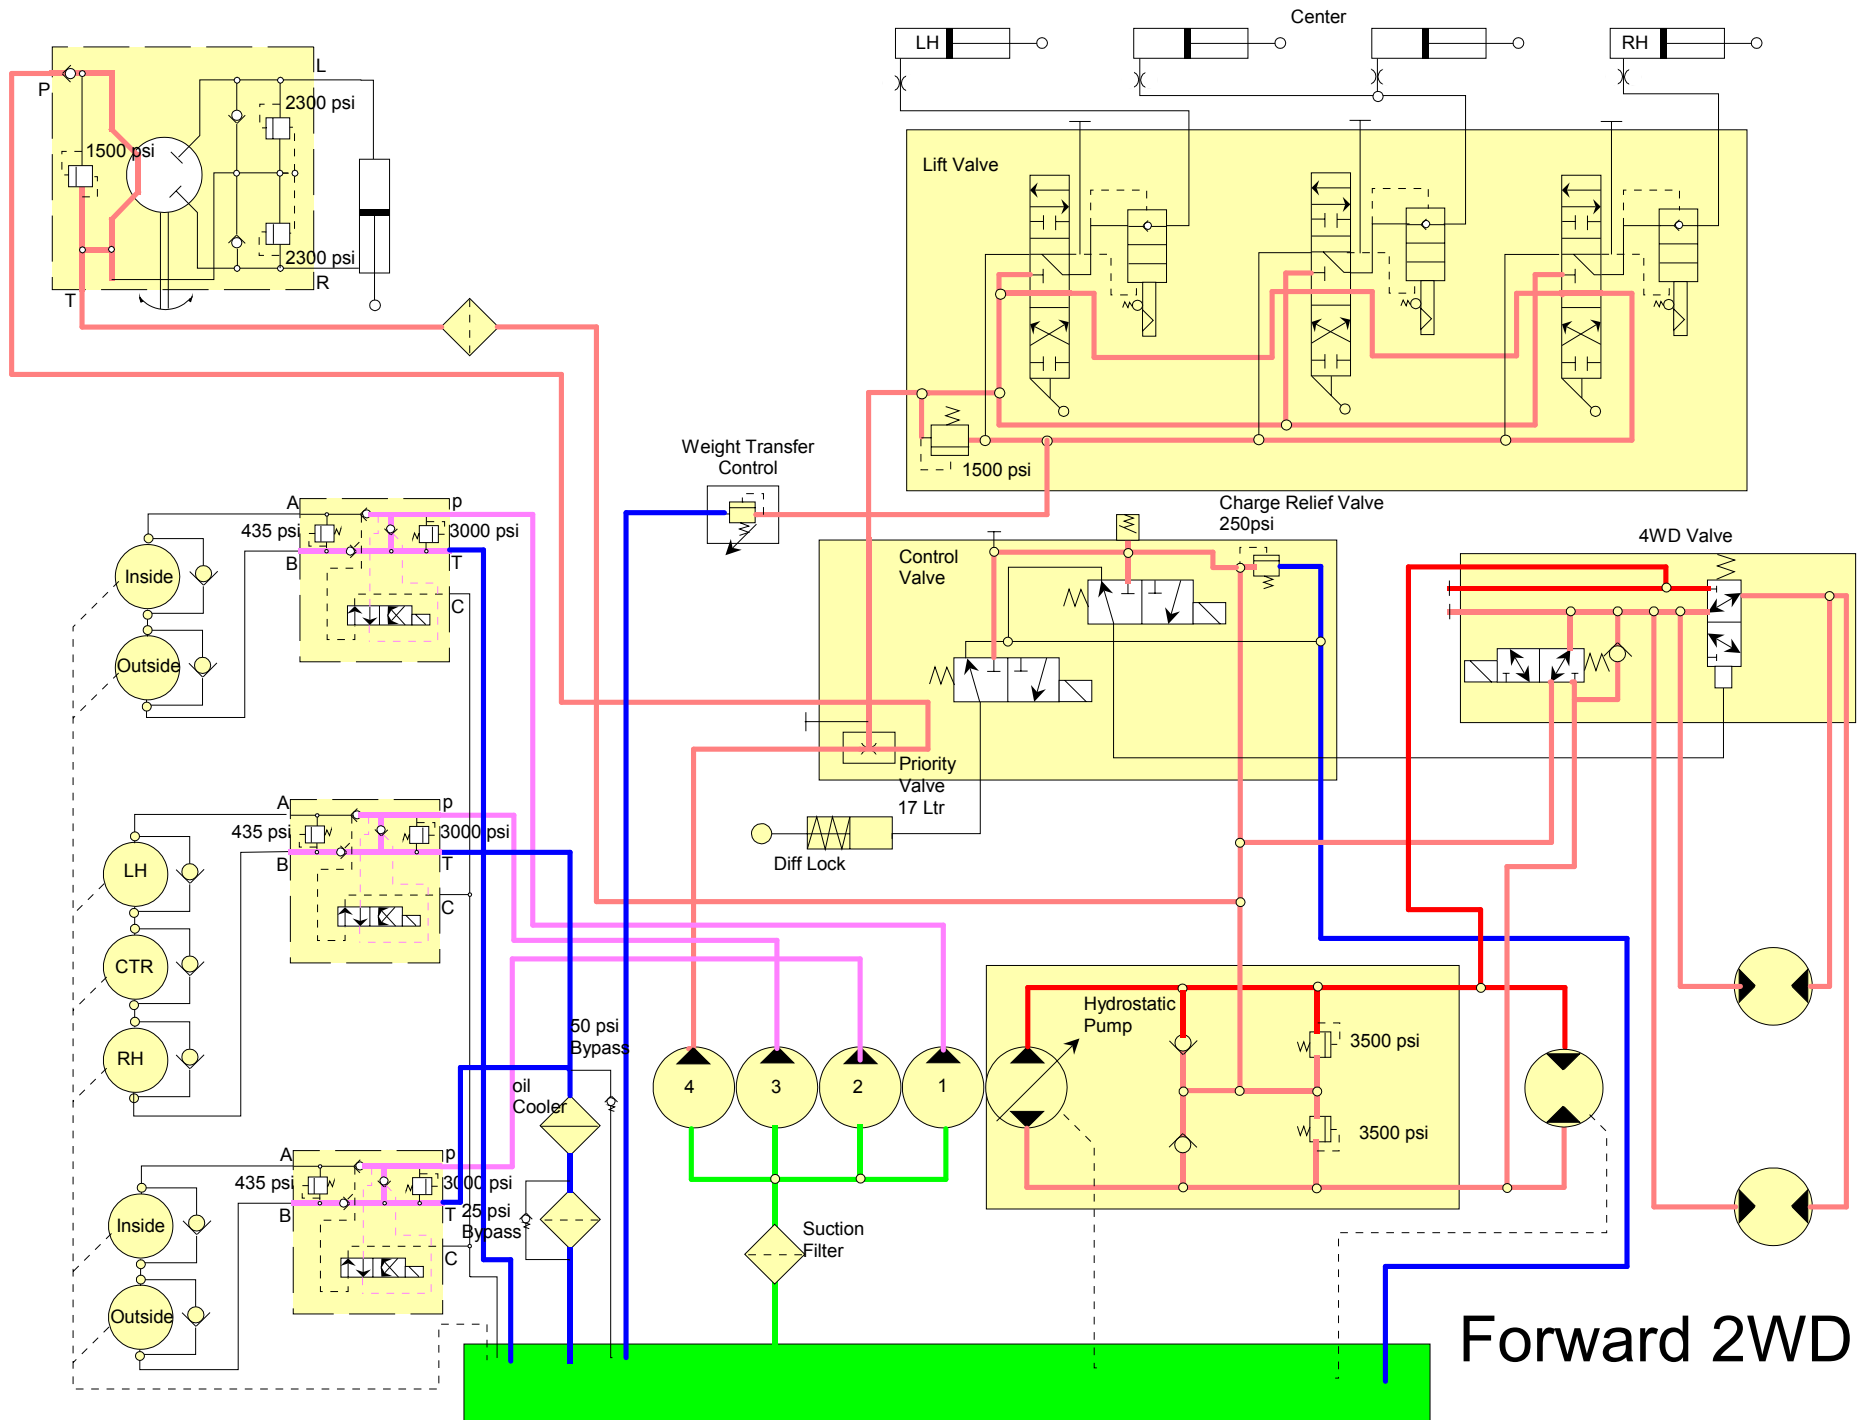 Center
LH
RH
L
P
2300 psi
1500 psi
2300 psi
R
T
Lift Valve
1500 psi
Weight Transfer
Control
Charge Relief Valve
250psi
Control
Valve
4WD Valve
A
p
435 psi
3000 psi
B
T
Inside
C
Outside
Priority
Valve
17 Ltr
Diff Lock
A
p
435 psi
3000 psi
B
T
LH
C
CTR
RH
50 psi
Bypass
oil
Cooler
Hydrostatic
Pump
3500 psi
3500 psi
4
3
2
1
A
p
435 psi
3000 psi
B
T
25 psi
Bypass
Inside
C
Outside
Suction
Filter
Forward 2WD